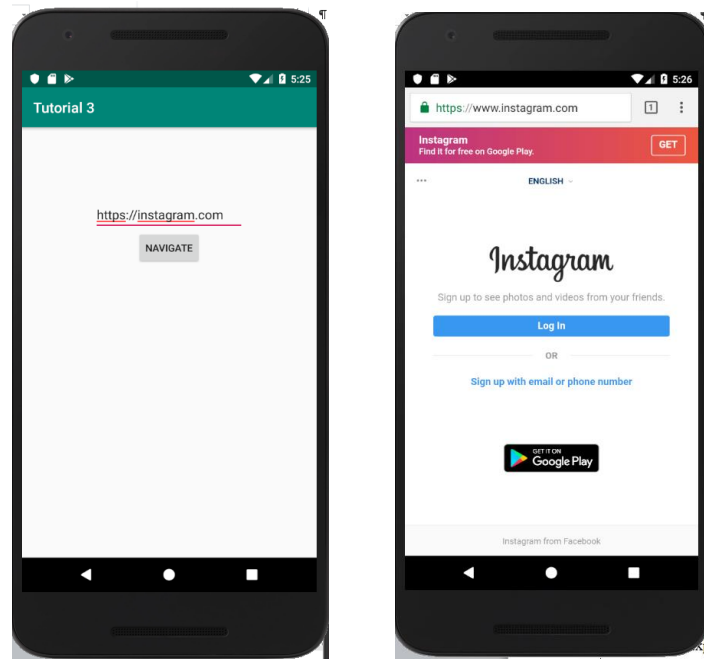 ¶
5:25
Tutorial 3
https://instagram.com
NAVIGATE
5:26
https://www.instagram.com
1
Instagram
Find it for free on Google Play.
GET
ENGLISH
Instagram
Sign up to see photos and videos from your friends.
Log In
OR
Sign up with email or phone number
GET IT ON
Google Play
Instagram from Facebook